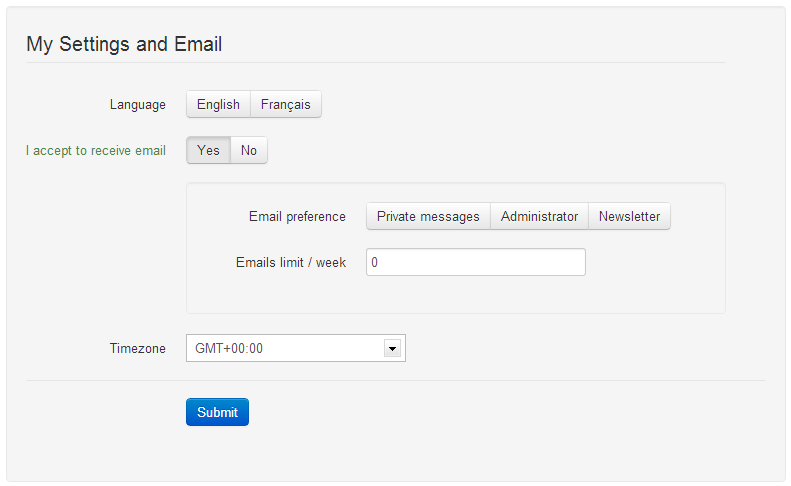 My Settings and Email
Language English Français
I accept to receive email Yes No
Email preference Private messages Administrator Newsletter
Emails limit / week 0
Timezone GMT+00:00
Submit